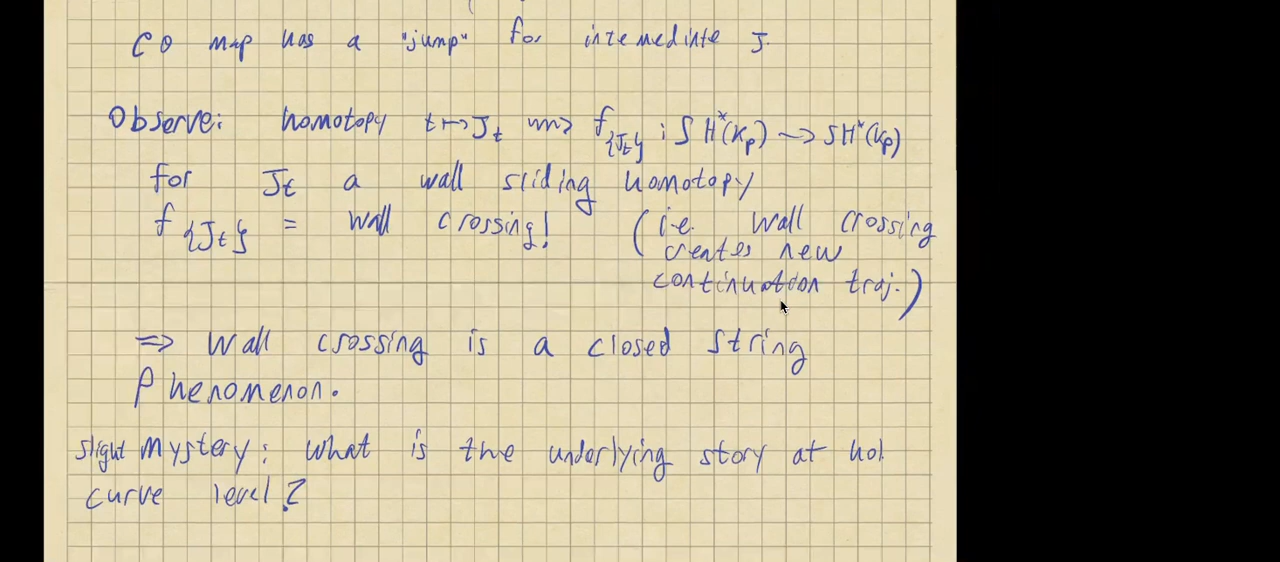 CO map has a "jump" for intemediate J.
Observe: homotopy t↦J_t ⇝ f_{J_t} : SH*(K_p) → SH*(K_p)
for J_t a wall sliding homotopy
f_{J_t} = wall crossing! (i.e. wall crossing
creates new
continuation traj.)
⇒ wall crossing is a closed string
Phenomenon.
slight mystery: what is the underlying story at hol
curve level?